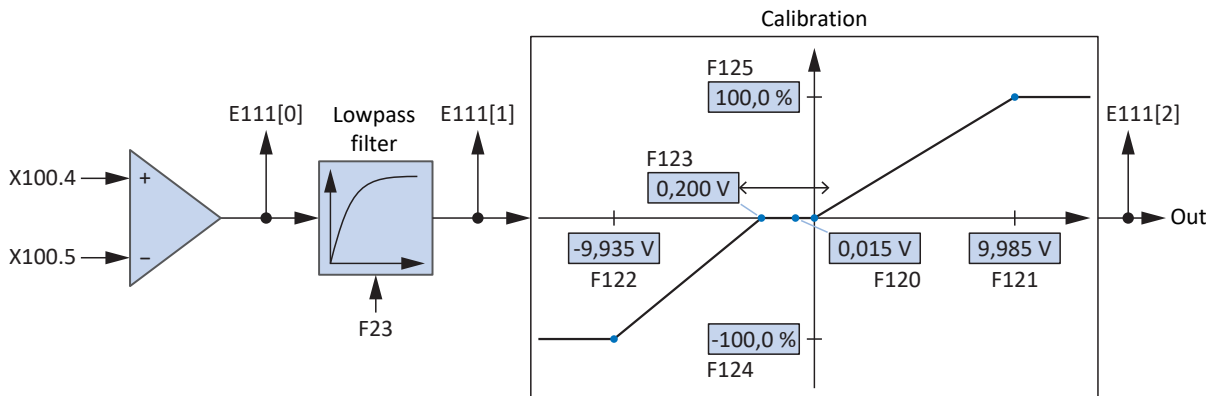 Calibration
F125
100,0 %
E111[0]
Lowpass
filter
E111[1]
E111[2]
F123
0,200 V
X100.4
+
Out
X100.5
–
-9,935 V
0,015 V
9,985 V
F122
F120
F121
F23
-100,0 %
F124